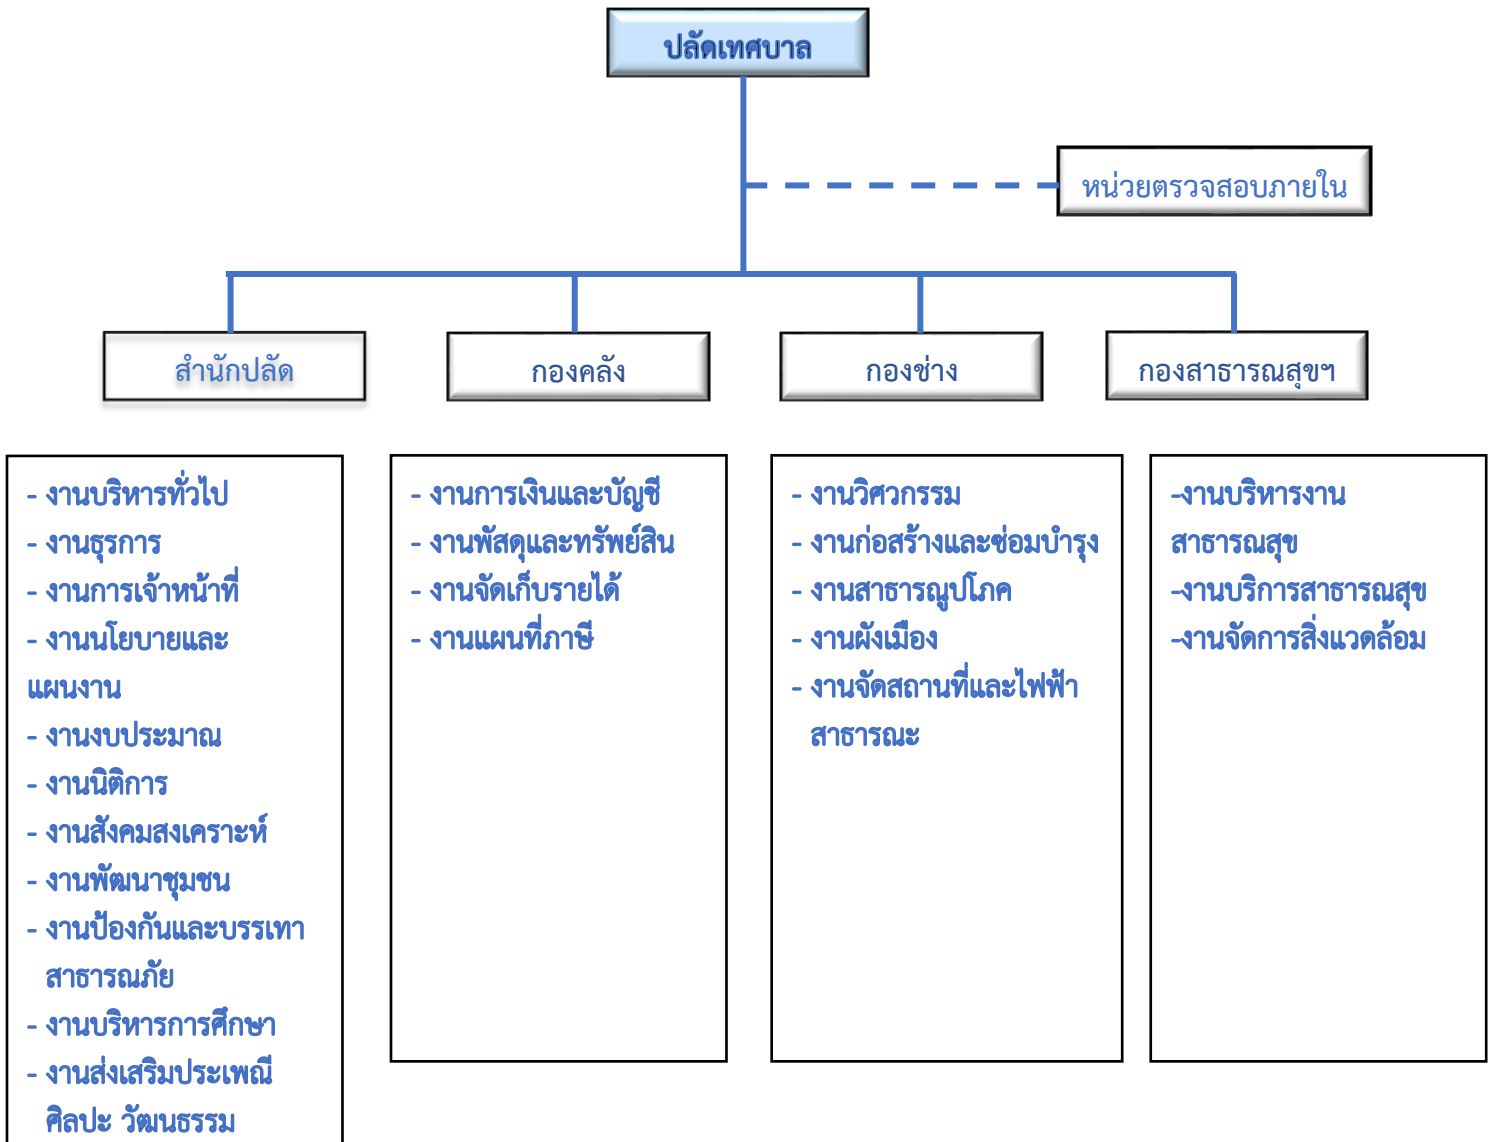 ปลัดเทศบาล
หน่วยตรวจสอบภายใน
สำนักปลัด
กองคลัง
กองช่าง
กองสาธารณสุขฯ
- งานบริหารทั่วไป
- งานธุรการ
- งานการเจ้าหน้าที่
- งานนโยบายและ
แผนงาน
- งานงบประมาณ
- งานนิติการ
- งานสังคมสงเคราะห์
- งานพัฒนาชุมชน
- งานป้องกันและบรรเทา
สาธารณภัย
- งานบริหารการศึกษา
- งานส่งเสริมประเพณี
ศิลปะ วัฒนธรรม
- งานการเงินและบัญชี
- งานพัสดุและทรัพย์สิน
- งานจัดเก็บรายได้
- งานแผนที่ภาษี
- งานวิศวกรรม
- งานก่อสร้างและซ่อมบำรุง
- งานสาธารณูปโภค
- งานผังเมือง
- งานจัดสถานที่และไฟฟ้า
สาธารณะ
-งานบริหารงาน
สาธารณสุข
-งานบริการสาธารณสุข
-งานจัดการสิ่งแวดล้อม